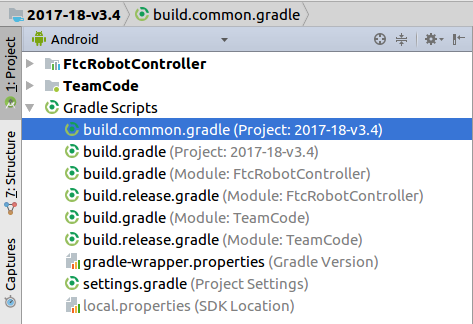 2017-18-v3.4 build.common.gradle
1: Project
Android
FtcRobotController
TeamCode
Gradle Scripts
build.common.gradle (Project: 2017-18-v3.4)
build.gradle (Project: 2017-18-v3.4)
build.gradle (Module: FtcRobotController)
build.release.gradle (Module: FtcRobotController)
build.gradle (Module: TeamCode)
build.release.gradle (Module: TeamCode)
gradle-wrapper.properties (Gradle Version)
settings.gradle (Project Settings)
local.properties (SDK Location)
7: Structure
Captures